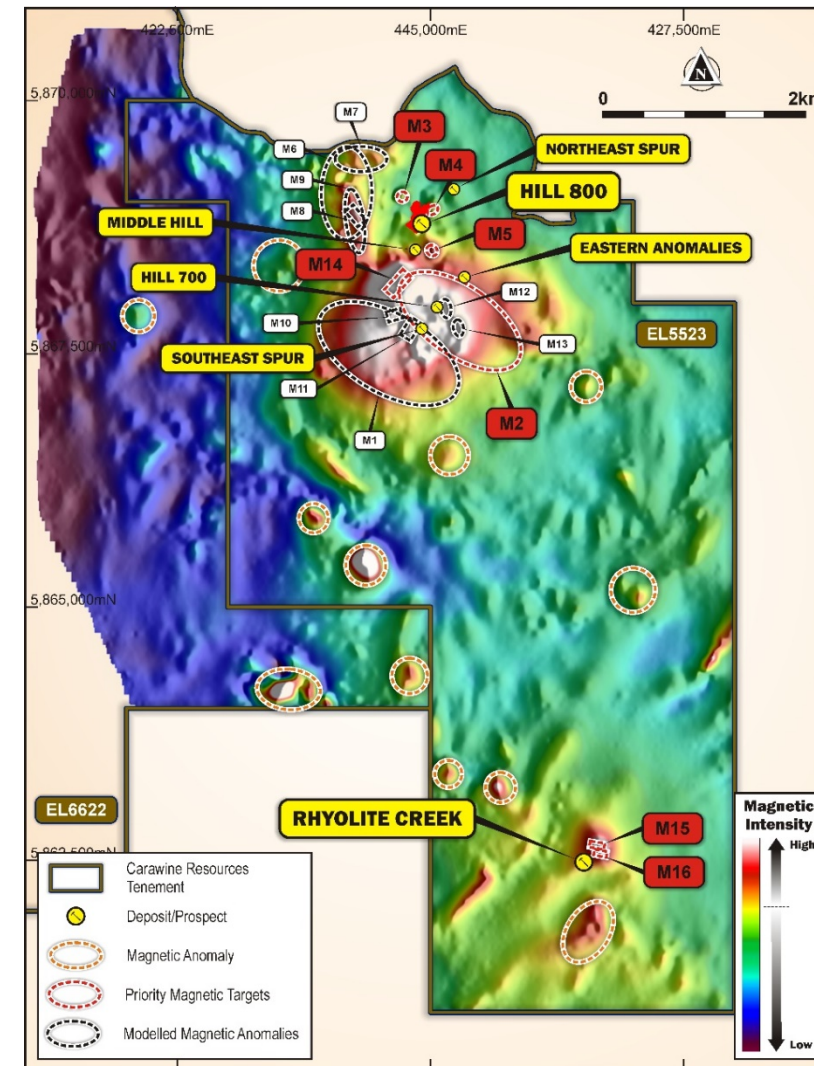 422,500mE
445,000mE
427,500mE
5,870,000mN
N
0
2km
M7
M3
M6
M4
NORTHEAST SPUR
M9
HILL 800
M8
MIDDLE HILL
M5
EASTERN ANOMALIES
M14
HILL 700
M12
M10
M13
5,867,500mN
EL5523
SOUTHEAST SPUR
M11
M2
M1
5,865,000mN
EL6622
RHYOLITE CREEK
M15
M16
5,862,500mN
Magnetic
Intensity
High
Low
Carawine Resources
Tenement
Deposit/Prospect
Magnetic Anomaly
Priority Magnetic Targets
Modelled Magnetic Anomalies